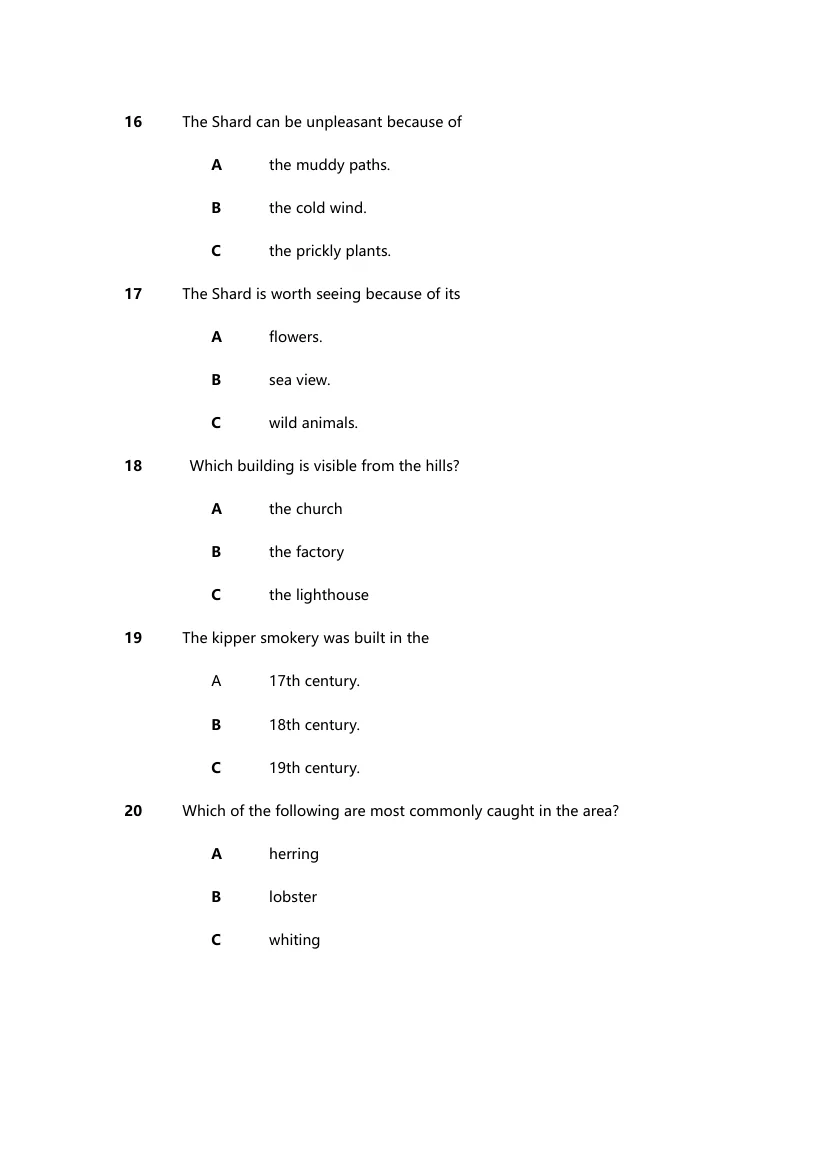 16 The Shard can be unpleasant because of
A the muddy paths.
B the cold wind.
C the prickly plants.
17 The Shard is worth seeing because of its
A flowers.
B sea view.
C wild animals.
18 Which building is visible from the hills?
A the church
B the factory
C the lighthouse
19 The kipper smokery was built in the
A 17th century.
B 18th century.
C 19th century.
20 Which of the following are most commonly caught in the area?
A herring
B lobster
C whiting